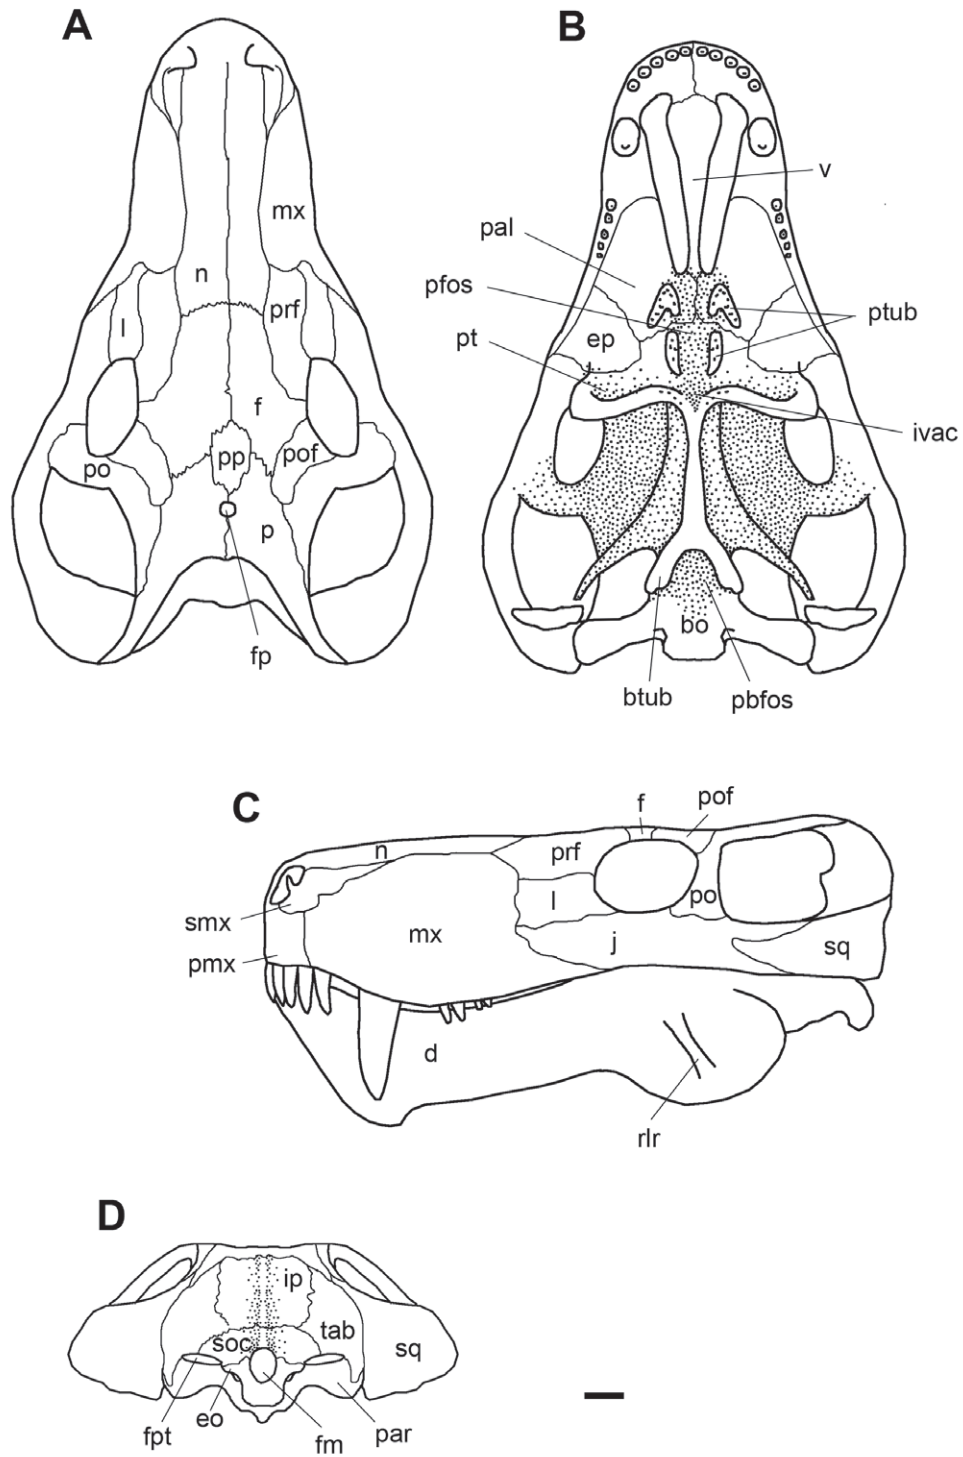 A
mx
n
l
prf
f
po
pp
pof
p
fp
B
v
pal
pfos
ptub
pt
ep
ivac
bo
btub
pbfos
C
f
pof
n
prf
smx
l
po
mx
j
sq
pmx
d
rlr
D
ip
tab
soc
sq
eo
fpt
fm
par